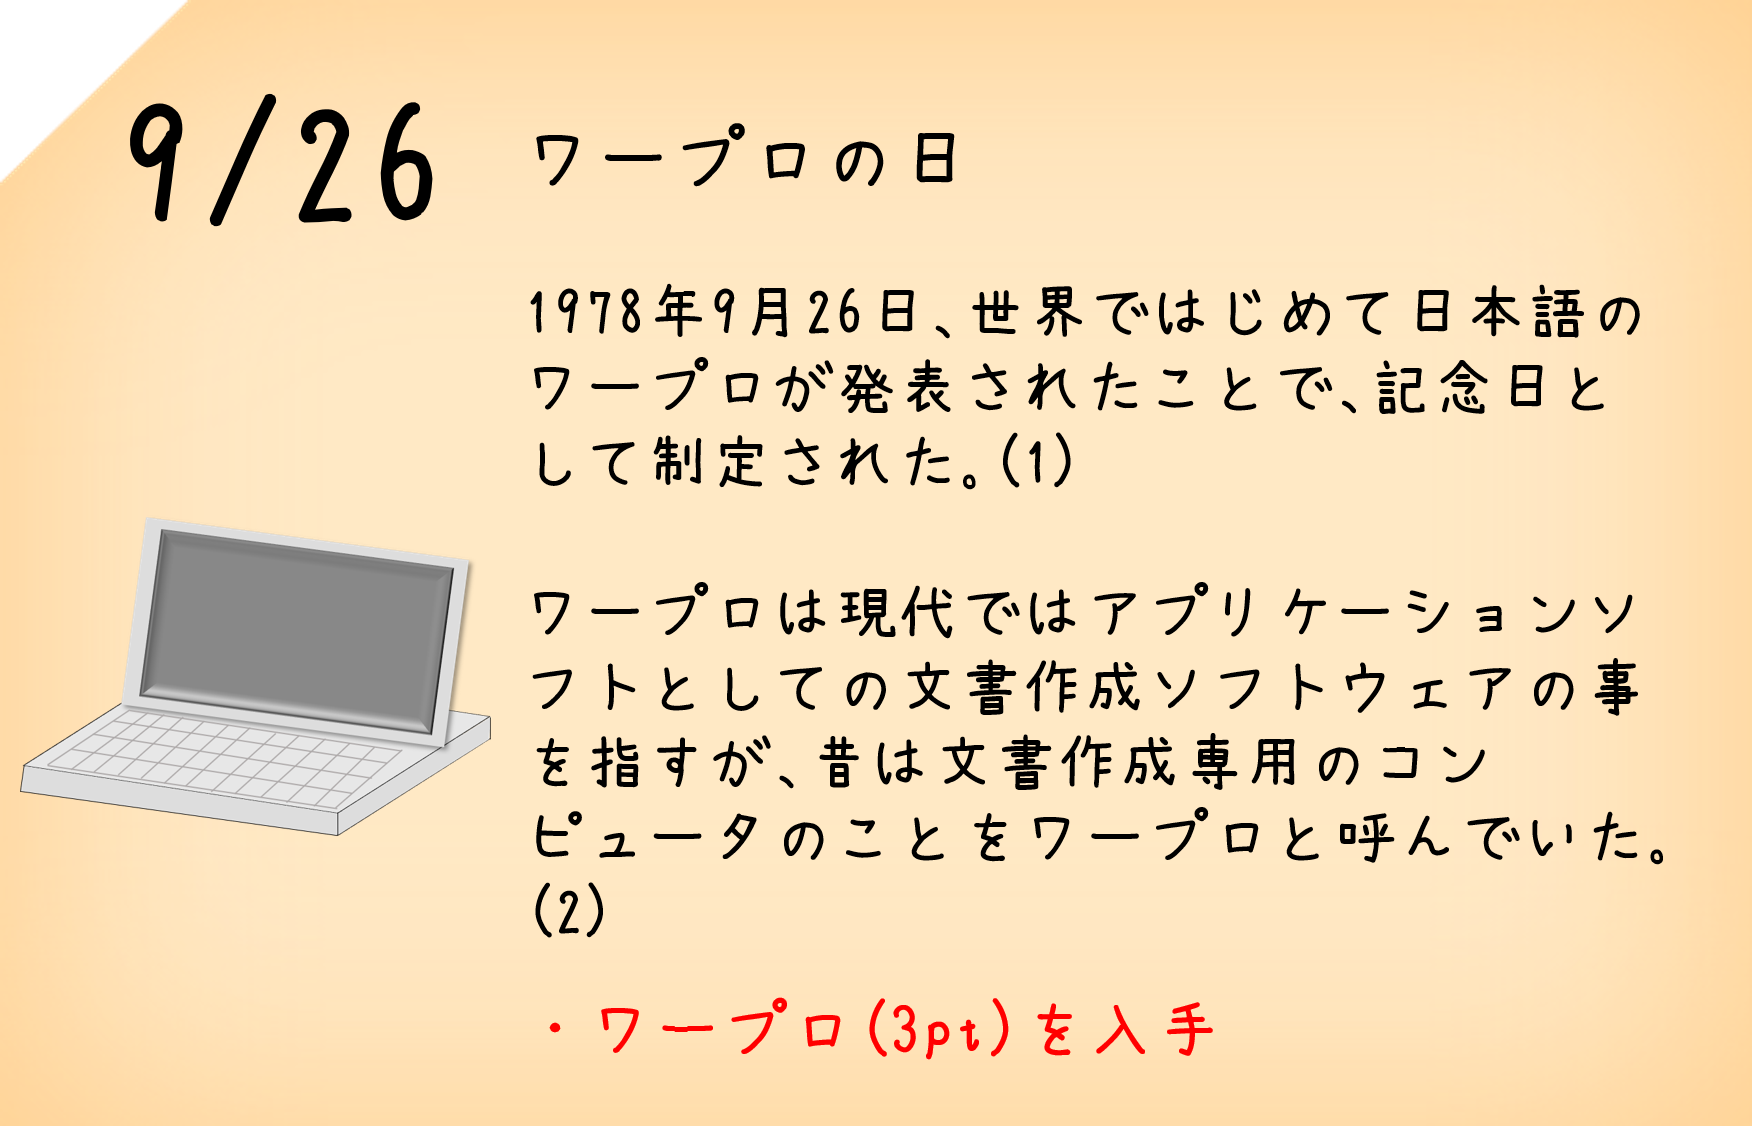 9/26 ワープロの日
1978年9月26日、世界ではじめて日本語の
ワープロが発表されたことで、記念日と
して制定された。(1)
ワープロは現代ではアプリケーションソ
フトとしての文書作成ソフトウェアの事
を指すが、昔は文書作成専用のコン
ピュータのことをワープロと呼んでいた。
(2)
・ワープロ(3pt)を入手